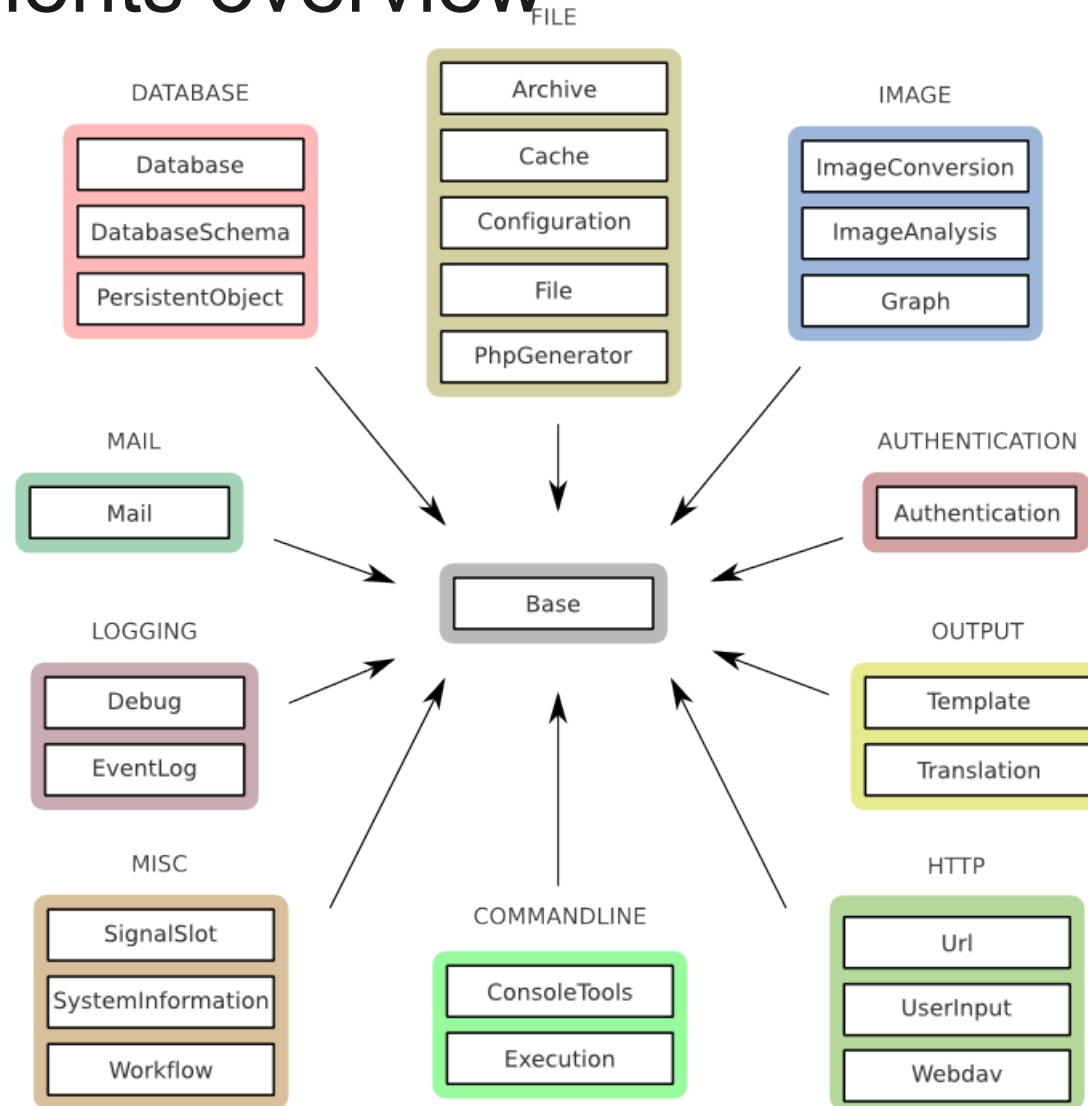 overview
FILE
Archive
Cache
Configuration
File
PhpGenerator
DATABASE
Database
DatabaseSchema
PersistentObject
IMAGE
ImageConversion
ImageAnalysis
Graph
MAIL
Mail
AUTHENTICATION
Authentication
Base
LOGGING
Debug
EventLog
OUTPUT
Template
Translation
MISC
SignalSlot
SystemInformation
Workflow
COMMANDLINE
ConsoleTools
Execution
HTTP
Url
UserInput
Webdav